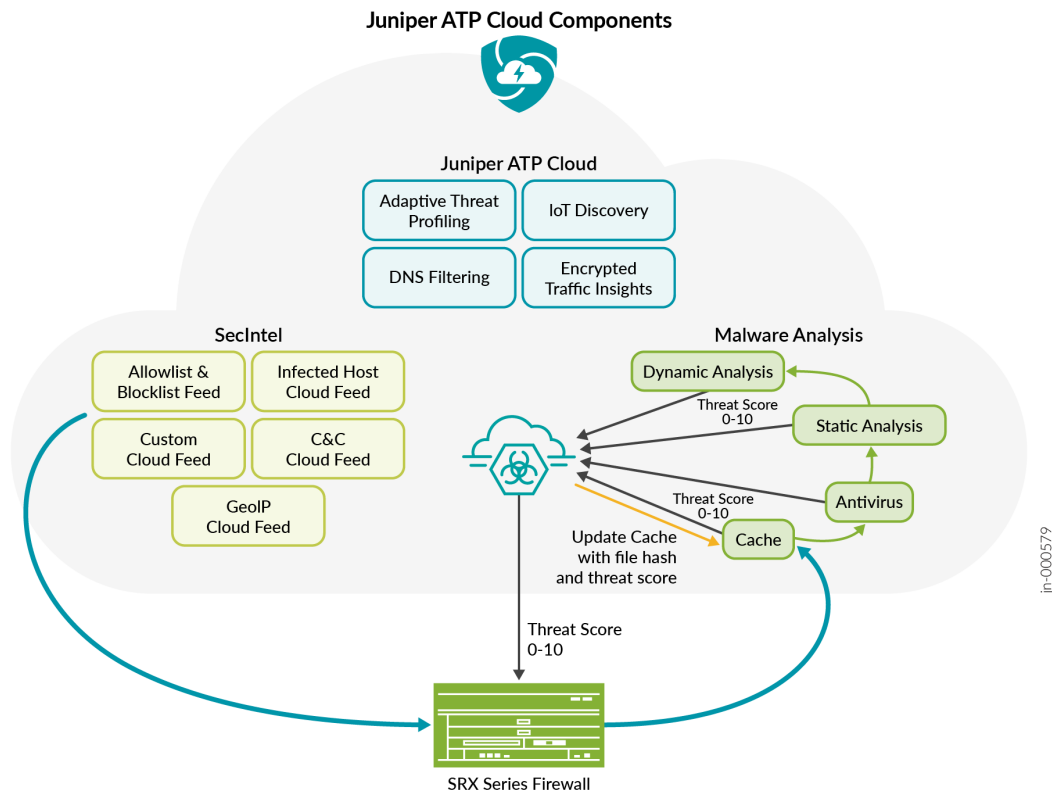 Juniper ATP Cloud Components
Juniper ATP Cloud
Adaptive Threat
Profiling
IoT Discovery
DNS Filtering
Encrypted
Traffic Insights
SecIntel
Allowlist &
Blocklist Feed
Infected Host
Cloud Feed
Custom
Cloud Feed
C&C
Cloud Feed
GeoIP
Cloud Feed
Malware Analysis
Dynamic Analysis
Threat Score
0-10
Static Analysis
Antivirus
Threat Score
0-10
Cache
Update Cache
with file hash
and threat score
Threat Score
0-10
SRX Series Firewall
in-000579